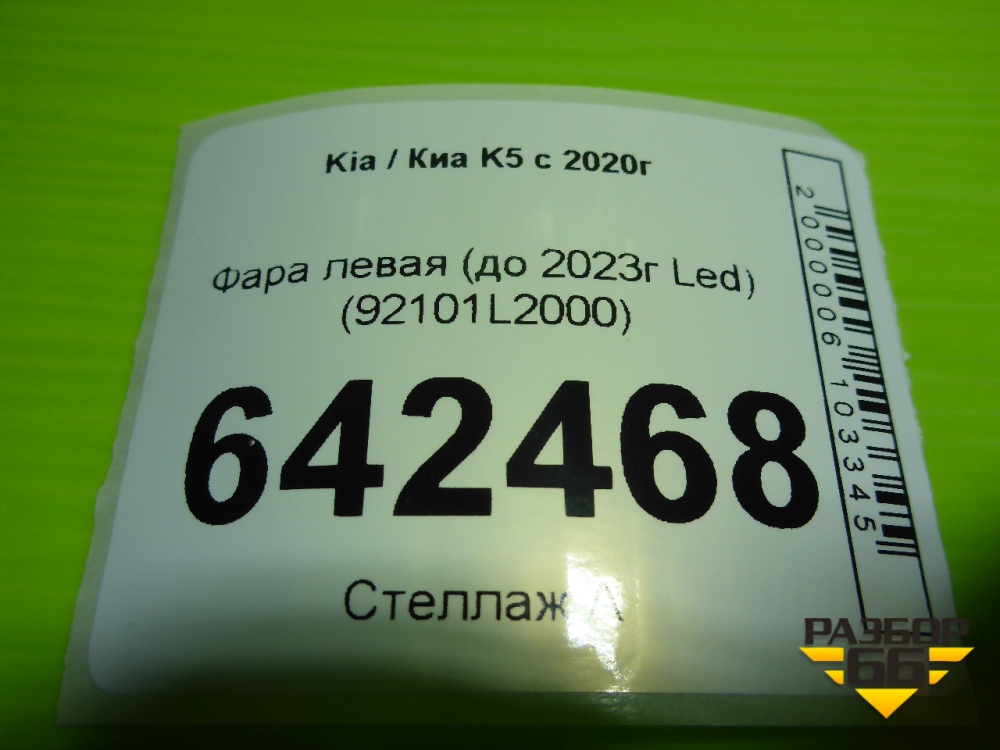 Kia / Киа K5 с 2020г
Фара левая (до 2023г Led)
(92101L2000)
642468
Стеллаж А
2000006103345
РАЗБОР
66